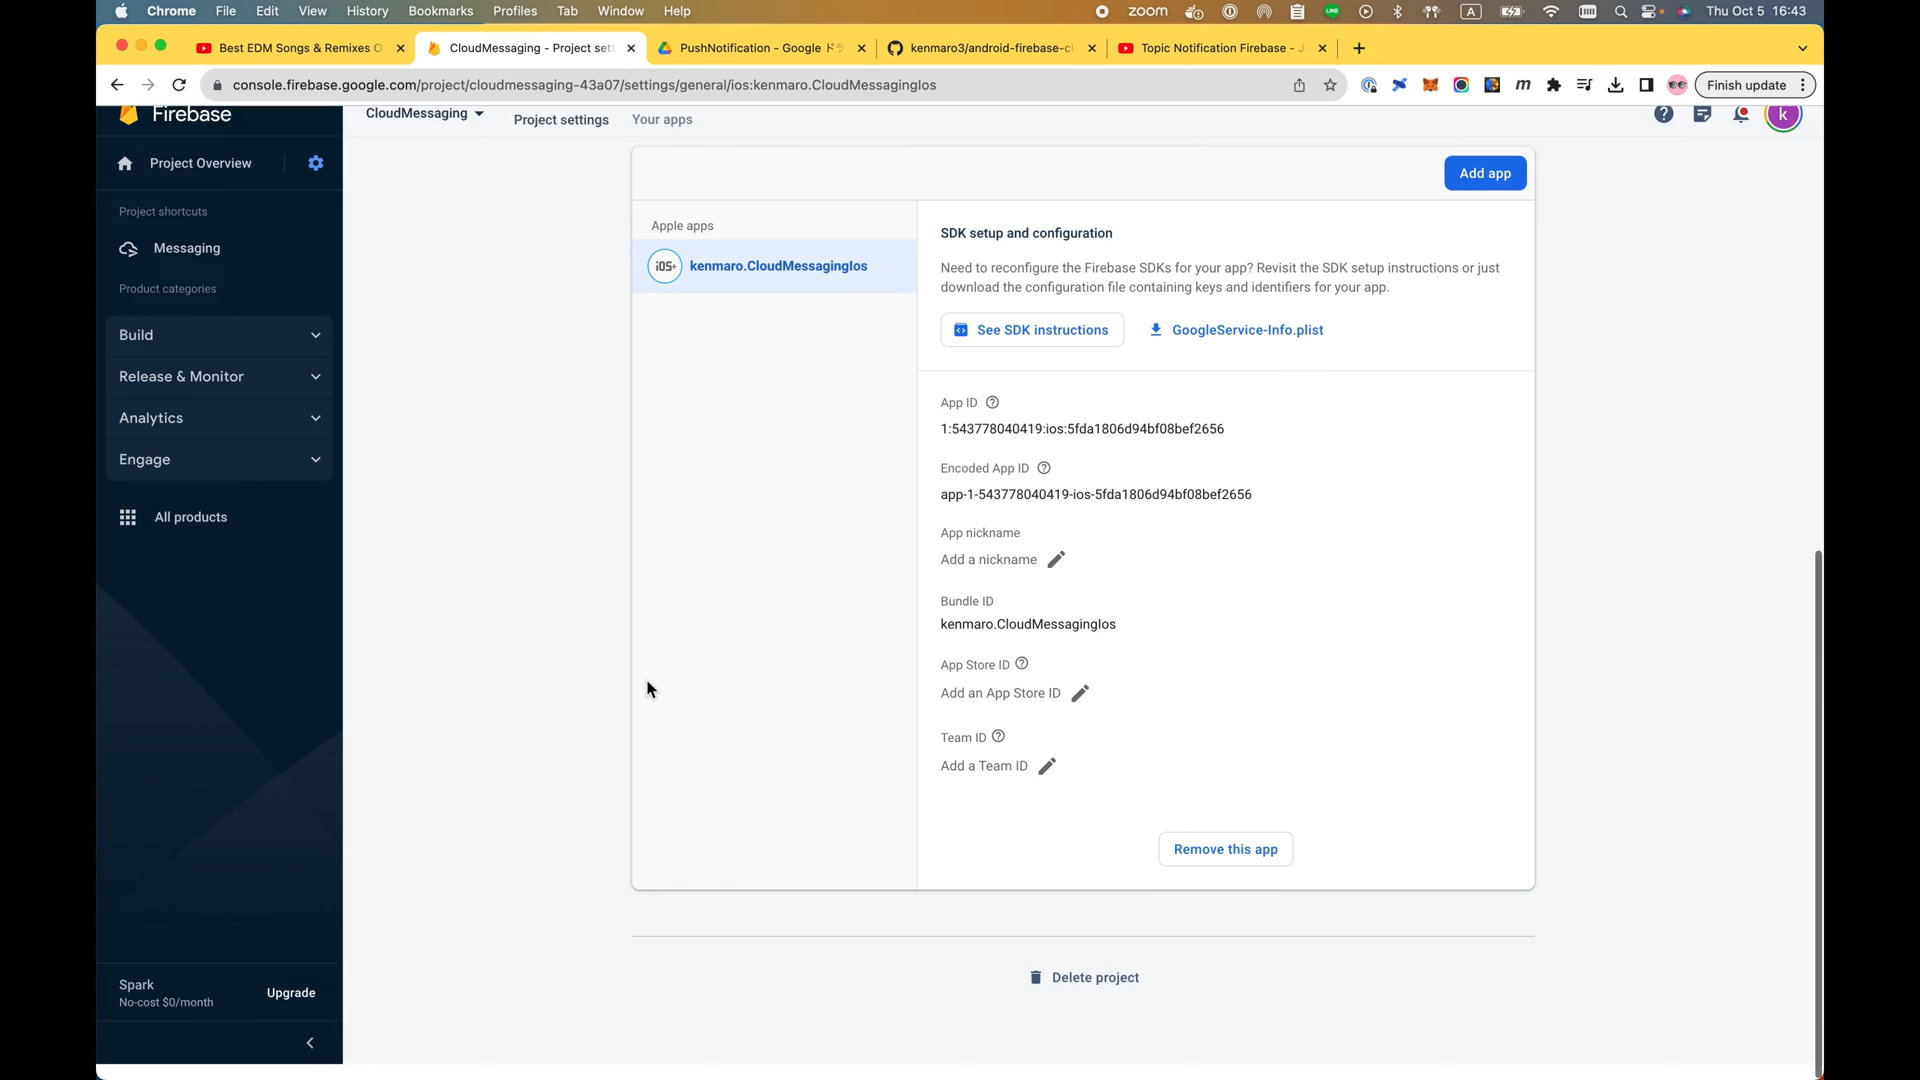 Chrome File Edit View History Bookmarks Profiles Tab Window Help zoom LINE A Thu Oct 5 16:43
Best EDM Songs & Remixes O CloudMessaging - Project set PushNotification - Google ドラ kenmaro3/android-firebase-cl Topic Notification Firebase - J
console.firebase.google.com/project/cloudmessaging-43a07/settings/general/ios:kenmaro.CloudMessagingIos m Finish update
Firebase CloudMessaging Project settings Your apps k
Project Overview
Add app
Project shortcuts
Messaging
Product categories
Build
Release & Monitor
Analytics
Engage
All products
Apple apps
iOS+ kenmaro.CloudMessagingIos
SDK setup and configuration
Need to reconfigure the Firebase SDKs for your app? Revisit the SDK setup instructions or just
download the configuration file containing keys and identifiers for your app.
See SDK instructions GoogleService-Info.plist
App ID
1:543778040419:ios:5fda1806d94bf08bef2656
Encoded App ID
app-1-543778040419-ios-5fda1806d94bf08bef2656
App nickname
Add a nickname
Bundle ID
kenmaro.CloudMessagingIos
App Store ID
Add an App Store ID
Team ID
Add a Team ID
Remove this app
Delete project
Spark
No-cost $0/month
Upgrade